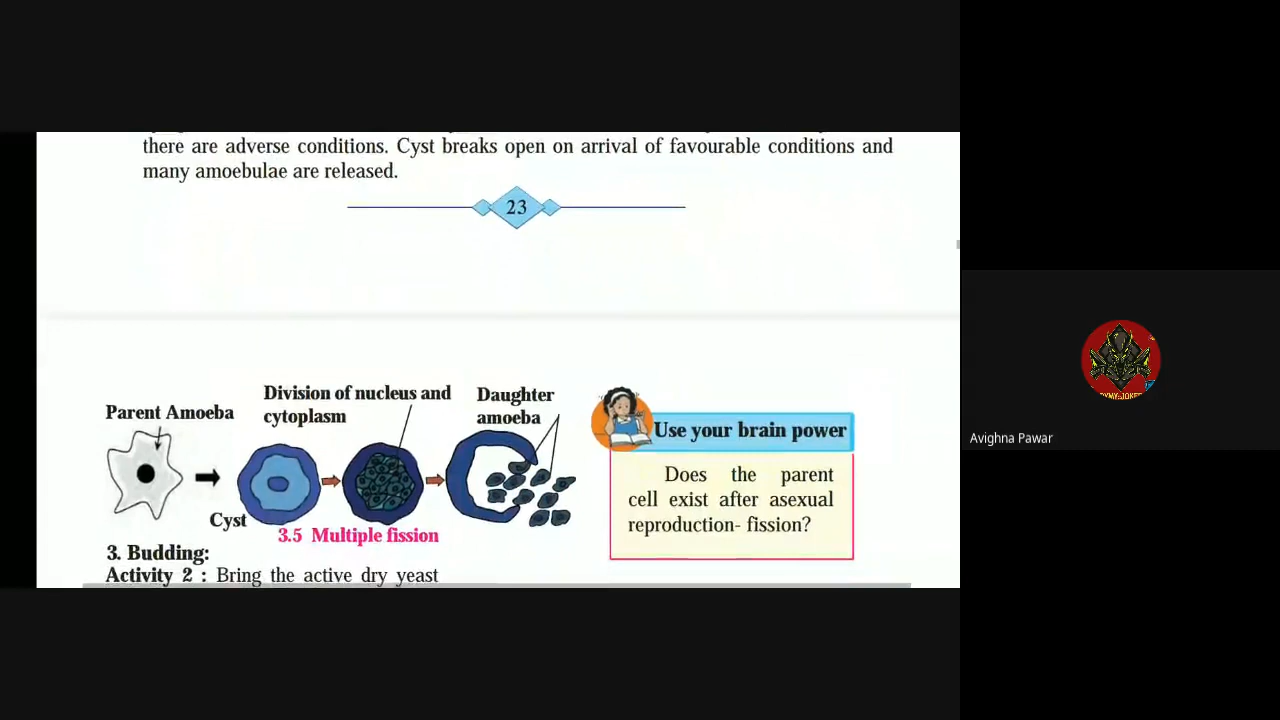 there are adverse conditions. Cyst breaks open on arrival of favourable conditions and
many amoebulae are released.
23
Division of nucleus and
cytoplasm
Daughter
amoeba
Parent Amoeba
Cyst
3.5 Multiple fission
Use your brain power
Does the parent
cell exist after asexual
reproduction- fission?
3. Budding:
Activity 2 : Bring the active dry yeast
Avighna Pawar